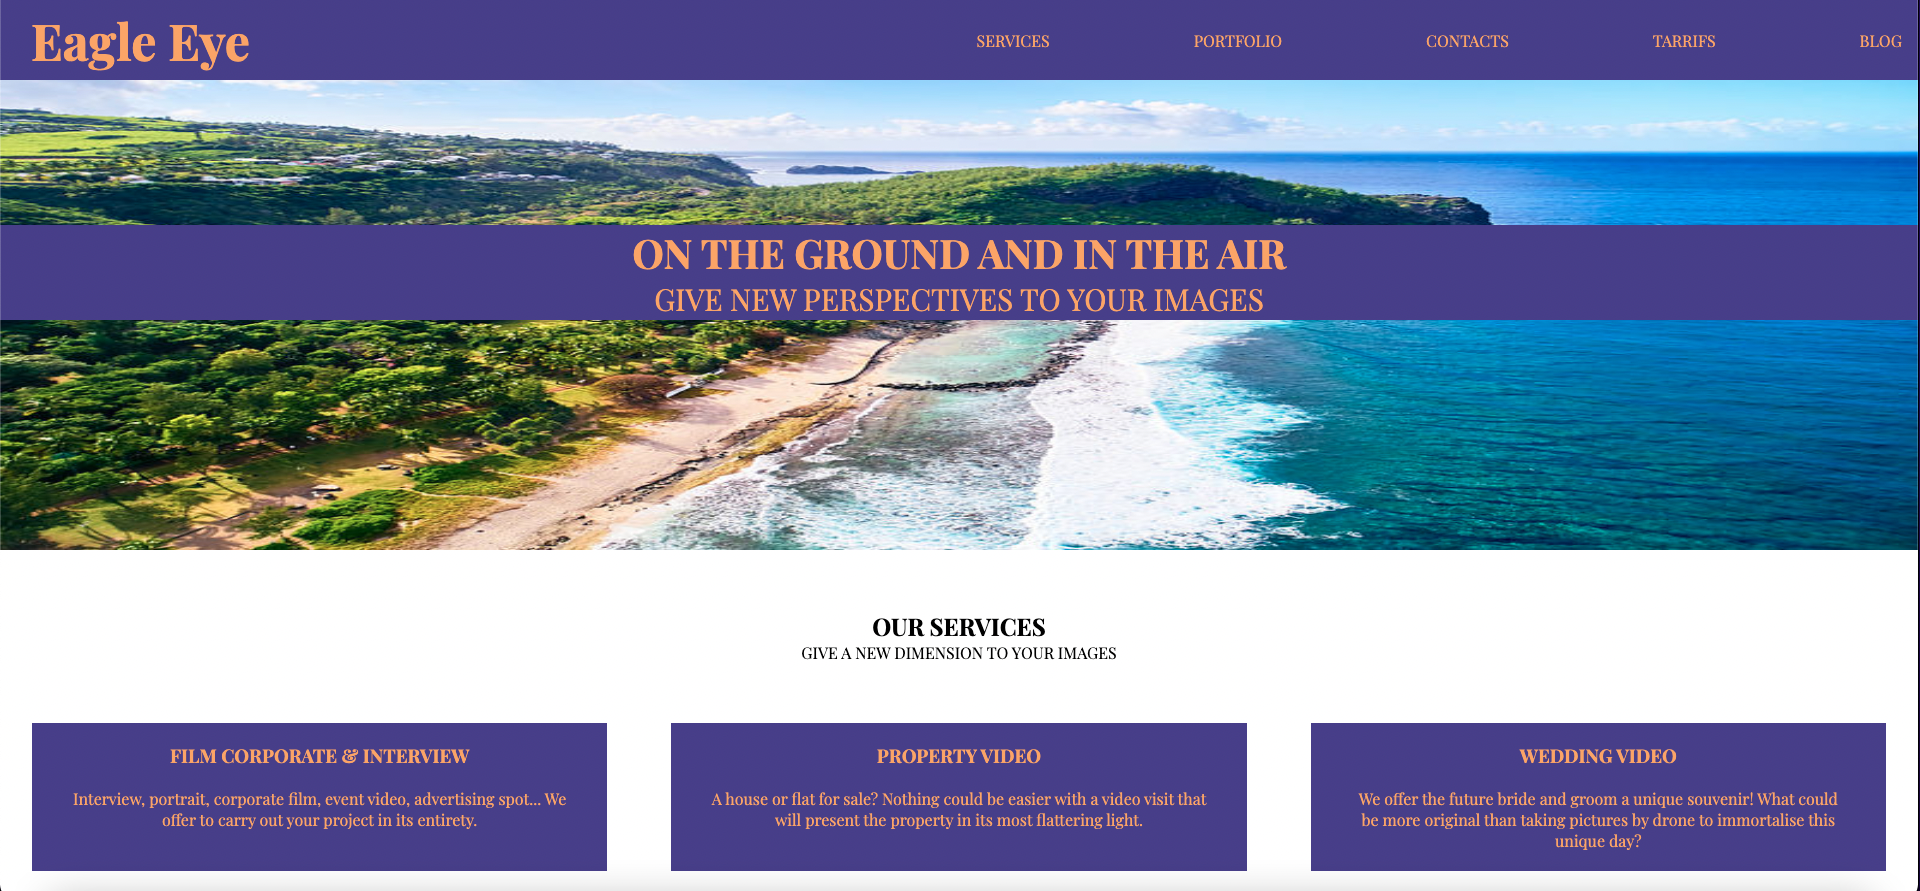 Eagle Eye
SERVICES PORTFOLIO CONTACTS TARRIFS BLOG
ON THE GROUND AND IN THE AIR
GIVE NEW PERSPECTIVES TO YOUR IMAGES
OUR SERVICES
GIVE A NEW DIMENSION TO YOUR IMAGES
FILM CORPORATE & INTERVIEW
Interview, portrait, corporate film, event video, advertising spot... We
offer to carry out your project in its entirety.
PROPERTY VIDEO
A house or flat for sale? Nothing could be easier with a video visit that
will present the property in its most flattering light.
WEDDING VIDEO
We offer the future bride and groom a unique souvenir! What could
be more original than taking pictures by drone to immortalise this
unique day?